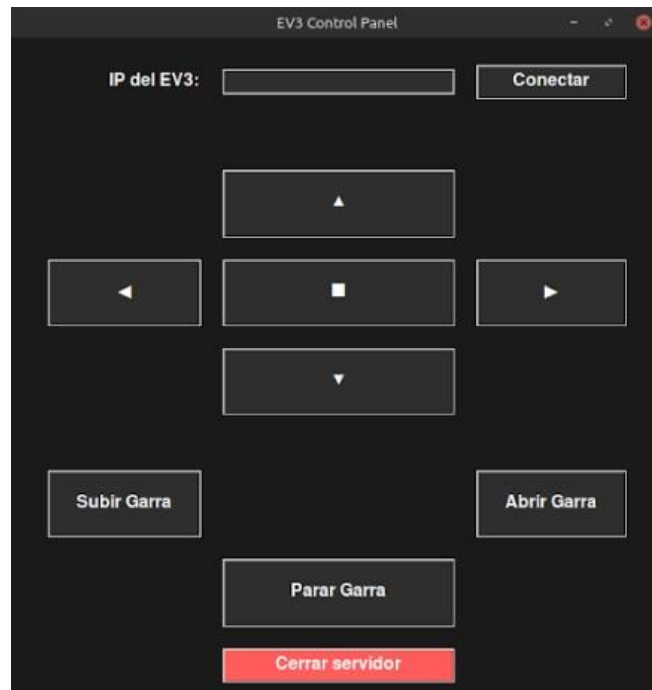 EV3 Control Panel
IP del EV3: Conectar
▲
◀ ■ ▶
▼
Subir Garra Abrir Garra
Parar Garra
Cerrar servidor